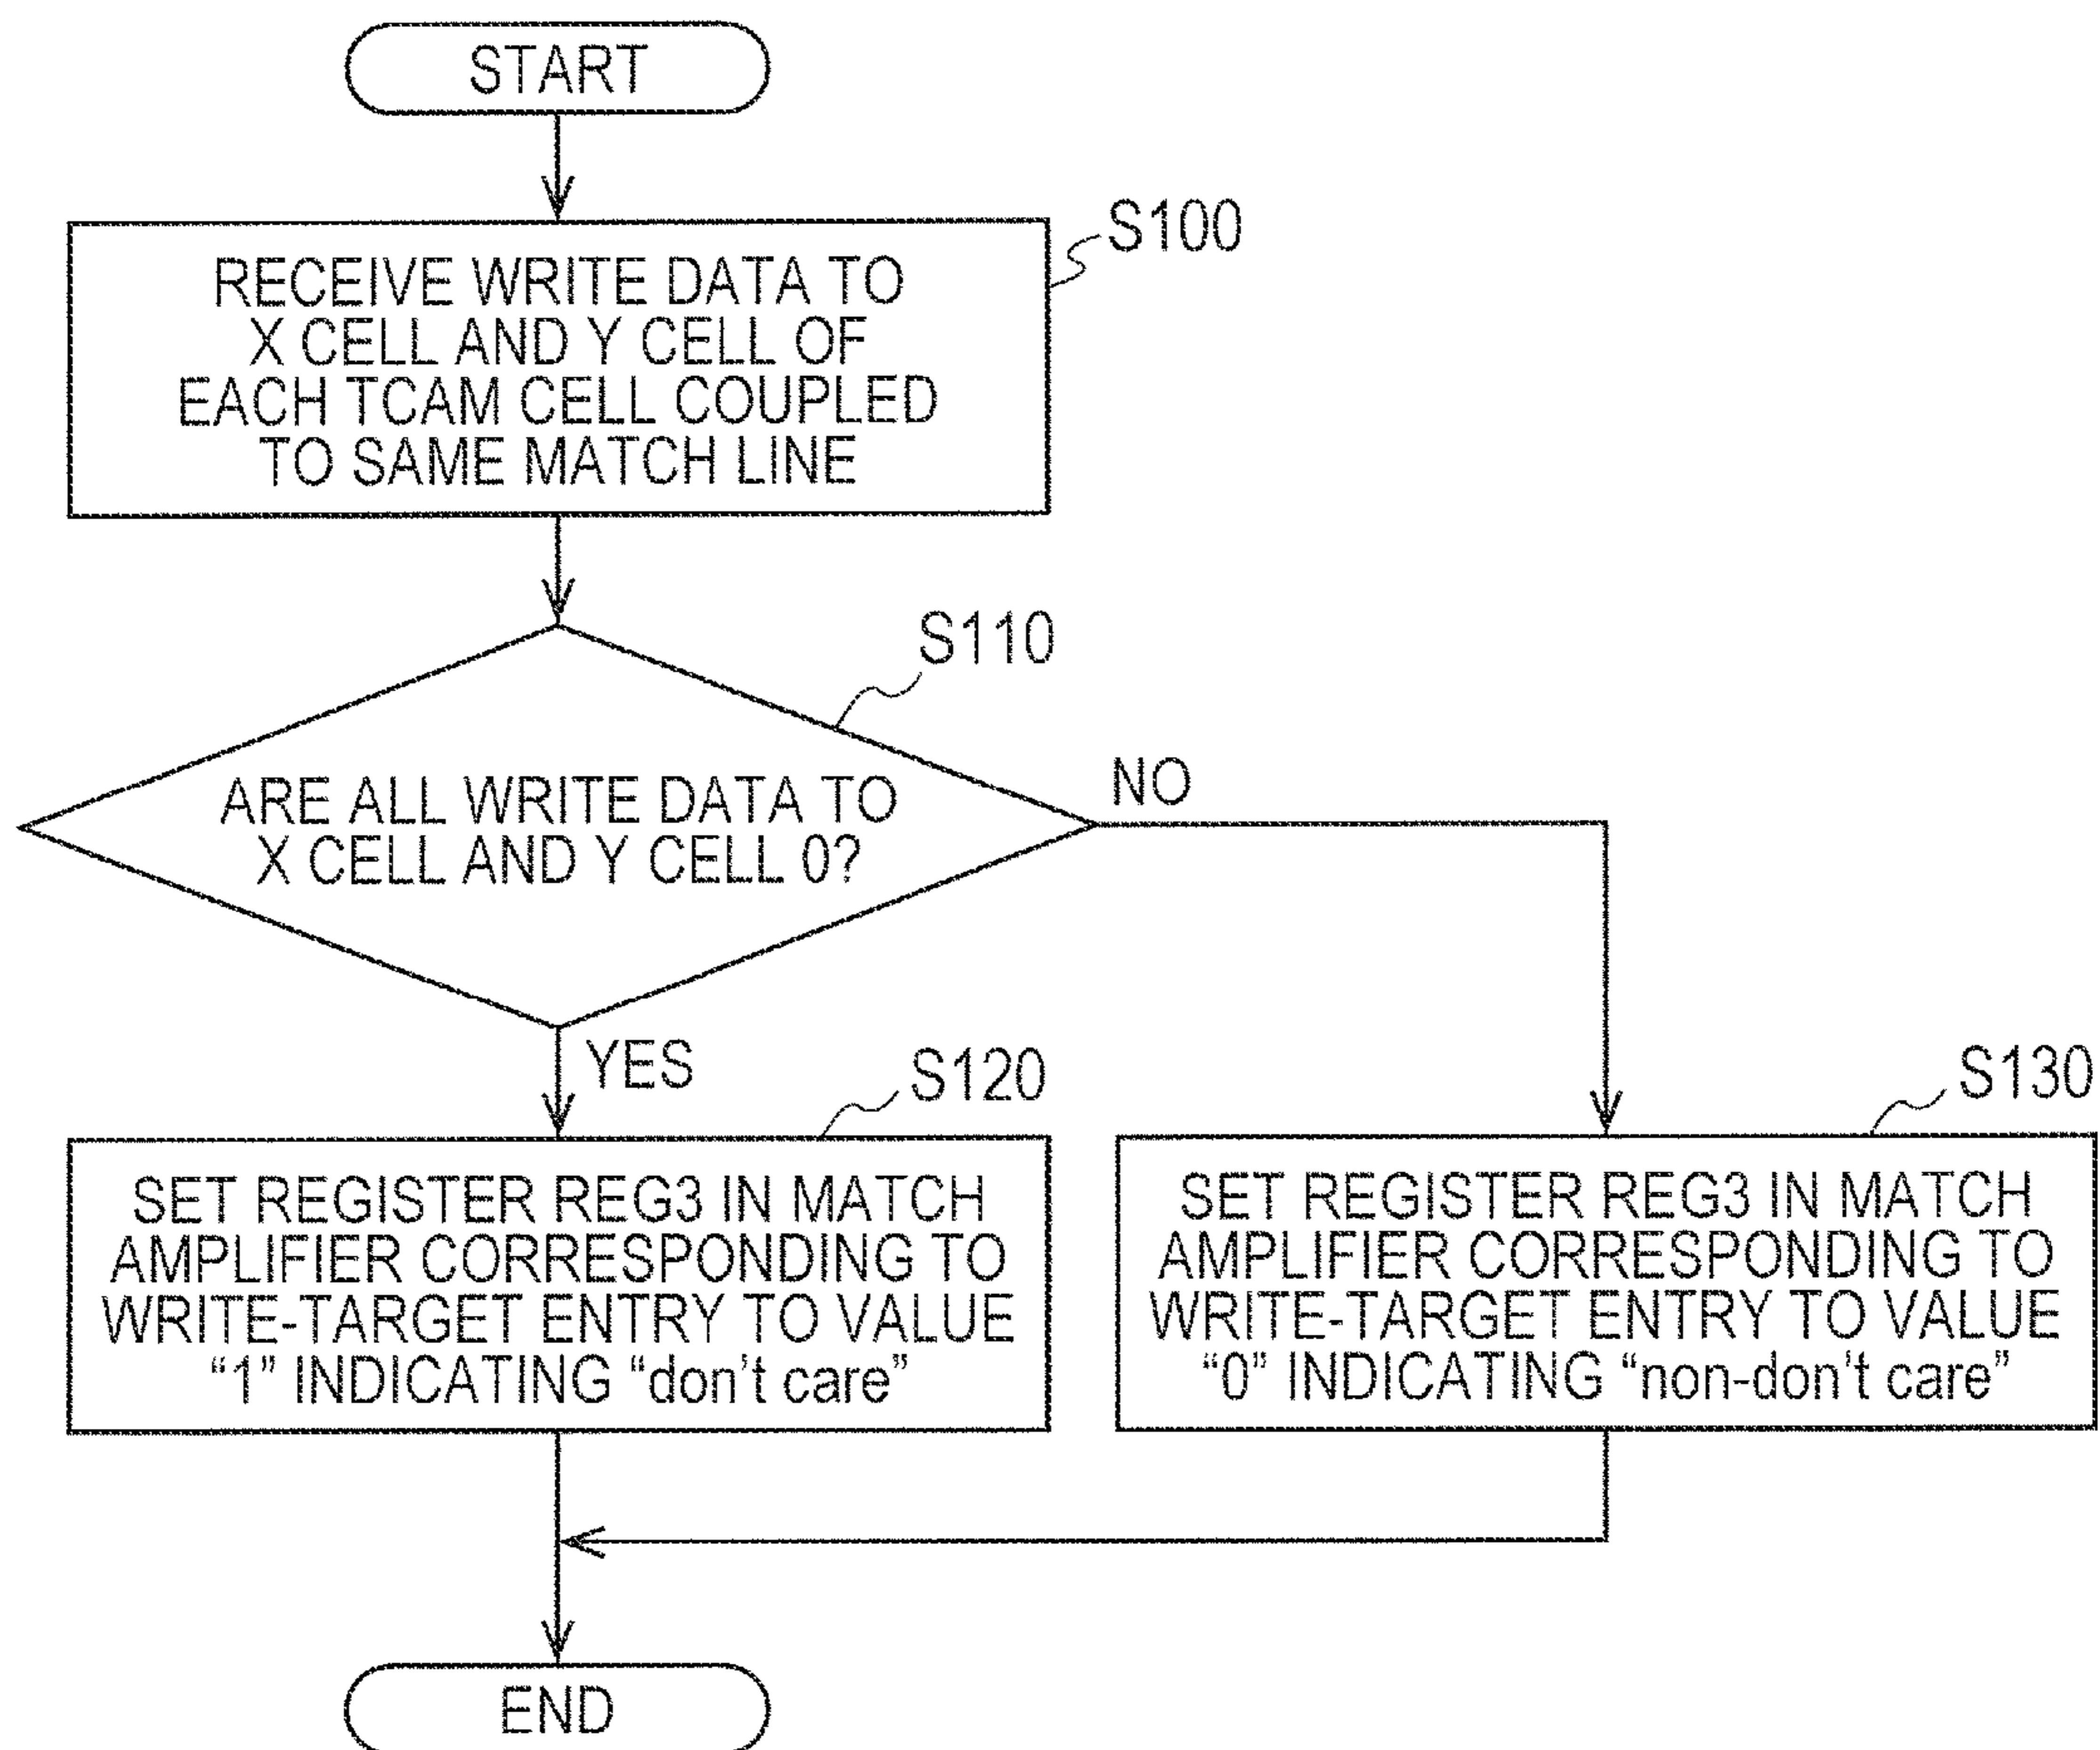 START
S100
RECEIVE WRITE DATA TO
X CELL AND Y CELL OF
EACH TCAM CELL COUPLED
TO SAME MATCH LINE
S110
ARE ALL WRITE DATA TO
X CELL AND Y CELL 0?
NO
YES
S120
SET REGISTER REG3 IN MATCH
AMPLIFIER CORRESPONDING TO
WRITE-TARGET ENTRY TO VALUE
“1” INDICATING “don’t care”
S130
SET REGISTER REG3 IN MATCH
AMPLIFIER CORRESPONDING TO
WRITE-TARGET ENTRY TO VALUE
“0” INDICATING “non-don’t care”
END